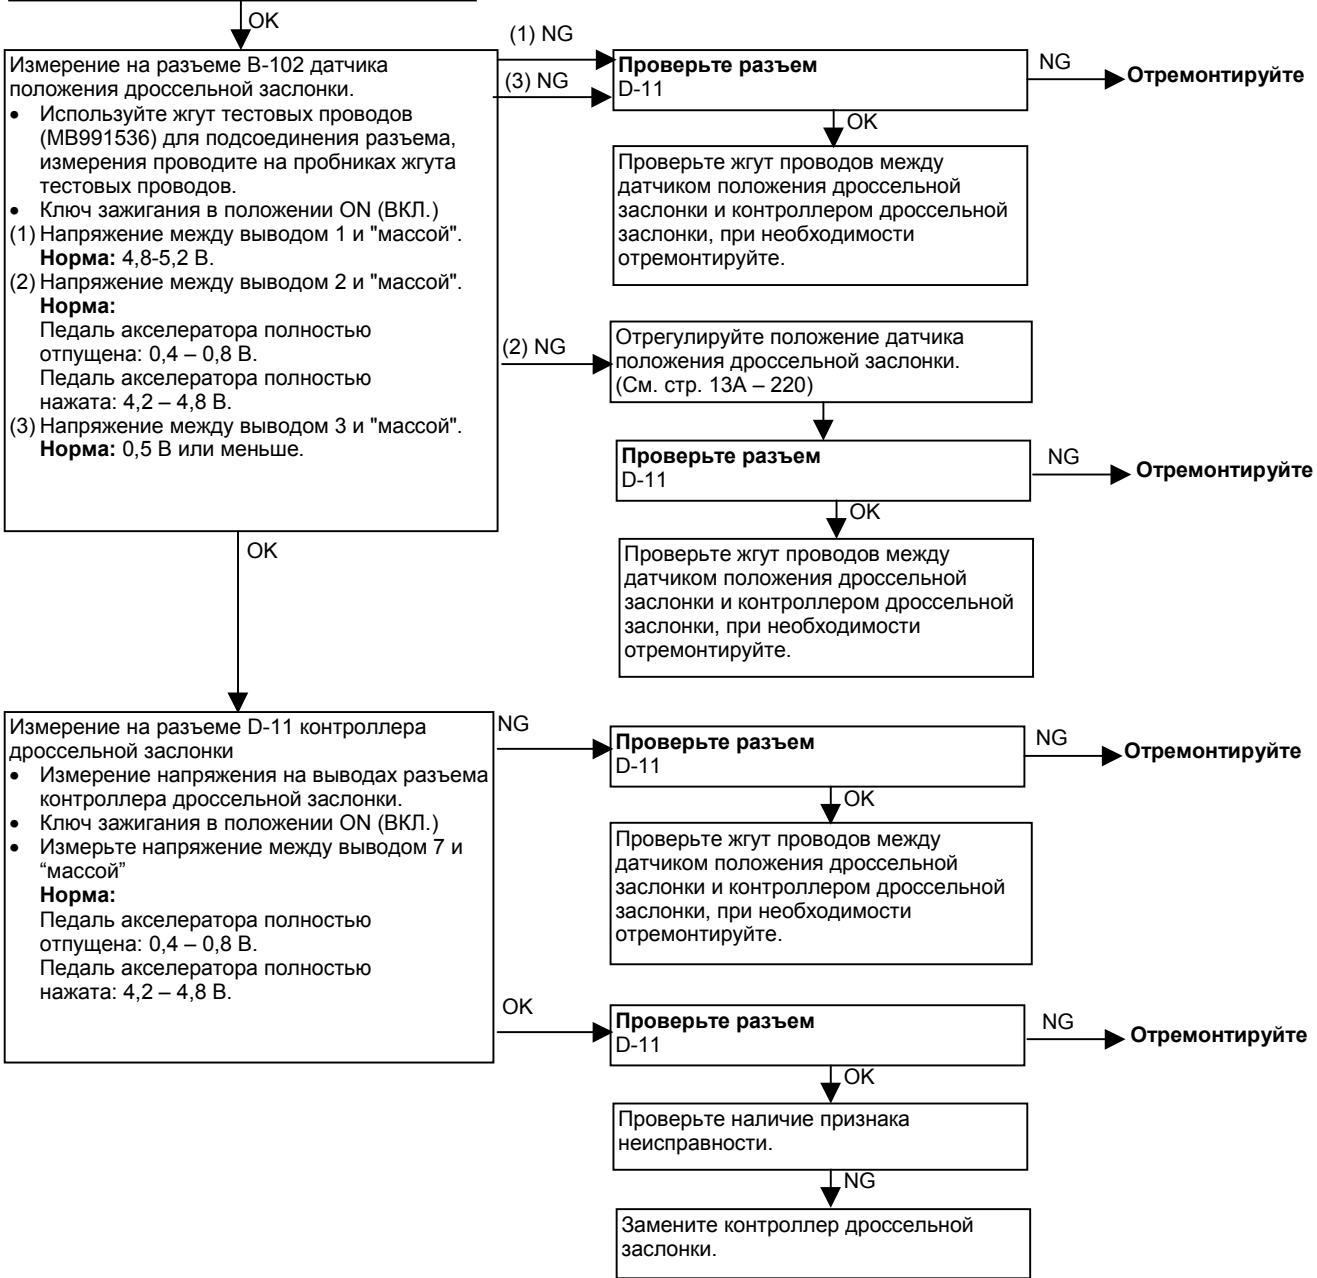 OK
Измерение на разъеме B-102 датчика
положения дроссельной заслонки.
• Используйте жгут тестовых проводов
(MB991536) для подсоединения разъема,
измерения проводите на пробниках жгута
тестовых проводов.
• Ключ зажигания в положении ON (ВКЛ.)
(1) Напряжение между выводом 1 и "массой".
Норма: 4,8-5,2 В.
(2) Напряжение между выводом 2 и "массой".
Норма:
Педаль акселератора полностью
отпущена: 0,4 – 0,8 В.
Педаль акселератора полностью
нажата: 4,2 – 4,8 В.
(3) Напряжение между выводом 3 и "массой".
Норма: 0,5 В или меньше.
(1) NG
(3) NG
Проверьте разъем
D-11
NG
Отремонтируйте
OK
Проверьте жгут проводов между
датчиком положения дроссельной
заслонки и контроллером дроссельной
заслонки, при необходимости
отремонтируйте.
(2) NG
Отрегулируйте положение датчика
положения дроссельной заслонки.
(См. стр. 13A – 220)
Проверьте разъем
D-11
NG
Отремонтируйте
OK
Проверьте жгут проводов между
датчиком положения дроссельной
заслонки и контроллером дроссельной
заслонки, при необходимости
отремонтируйте.
OK
Измерение на разъеме D-11 контроллера
дроссельной заслонки
• Измерение напряжения на выводах разъема
контроллера дроссельной заслонки.
• Ключ зажигания в положении ON (ВКЛ.)
• Измерьте напряжение между выводом 7 и
“массой”
Норма:
Педаль акселератора полностью
отпущена: 0,4 – 0,8 В.
Педаль акселератора полностью
нажата: 4,2 – 4,8 В.
NG
Проверьте разъем
D-11
NG
Отремонтируйте
OK
Проверьте жгут проводов между
датчиком положения дроссельной
заслонки и контроллером дроссельной
заслонки, при необходимости
отремонтируйте.
OK
Проверьте разъем
D-11
NG
Отремонтируйте
OK
Проверьте наличие признака
неисправности.
NG
Замените контроллер дроссельной
заслонки.